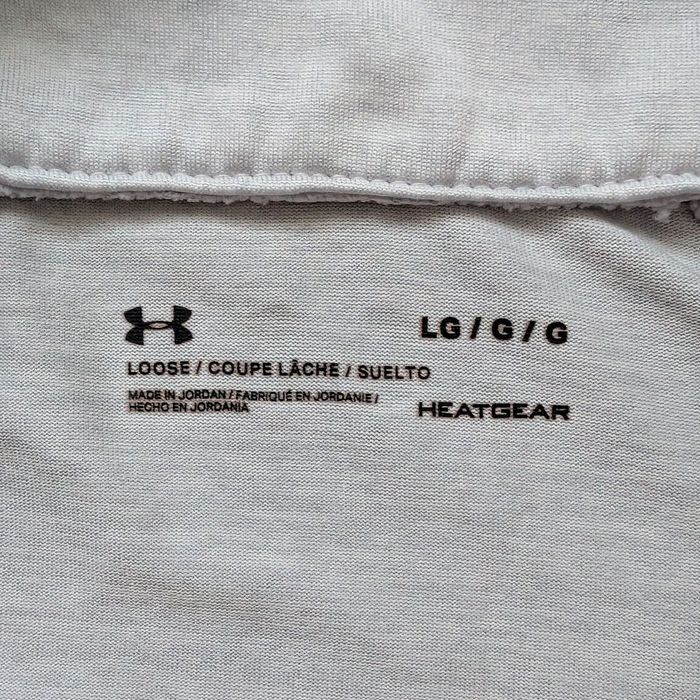 LG / G / G
LOOSE / COUPE LÂCHE / SUELTO
MADE IN JORDAN / FABRIQUÉ EN JORDANIE /
HECHO EN JORDANIA
HEATGEAR